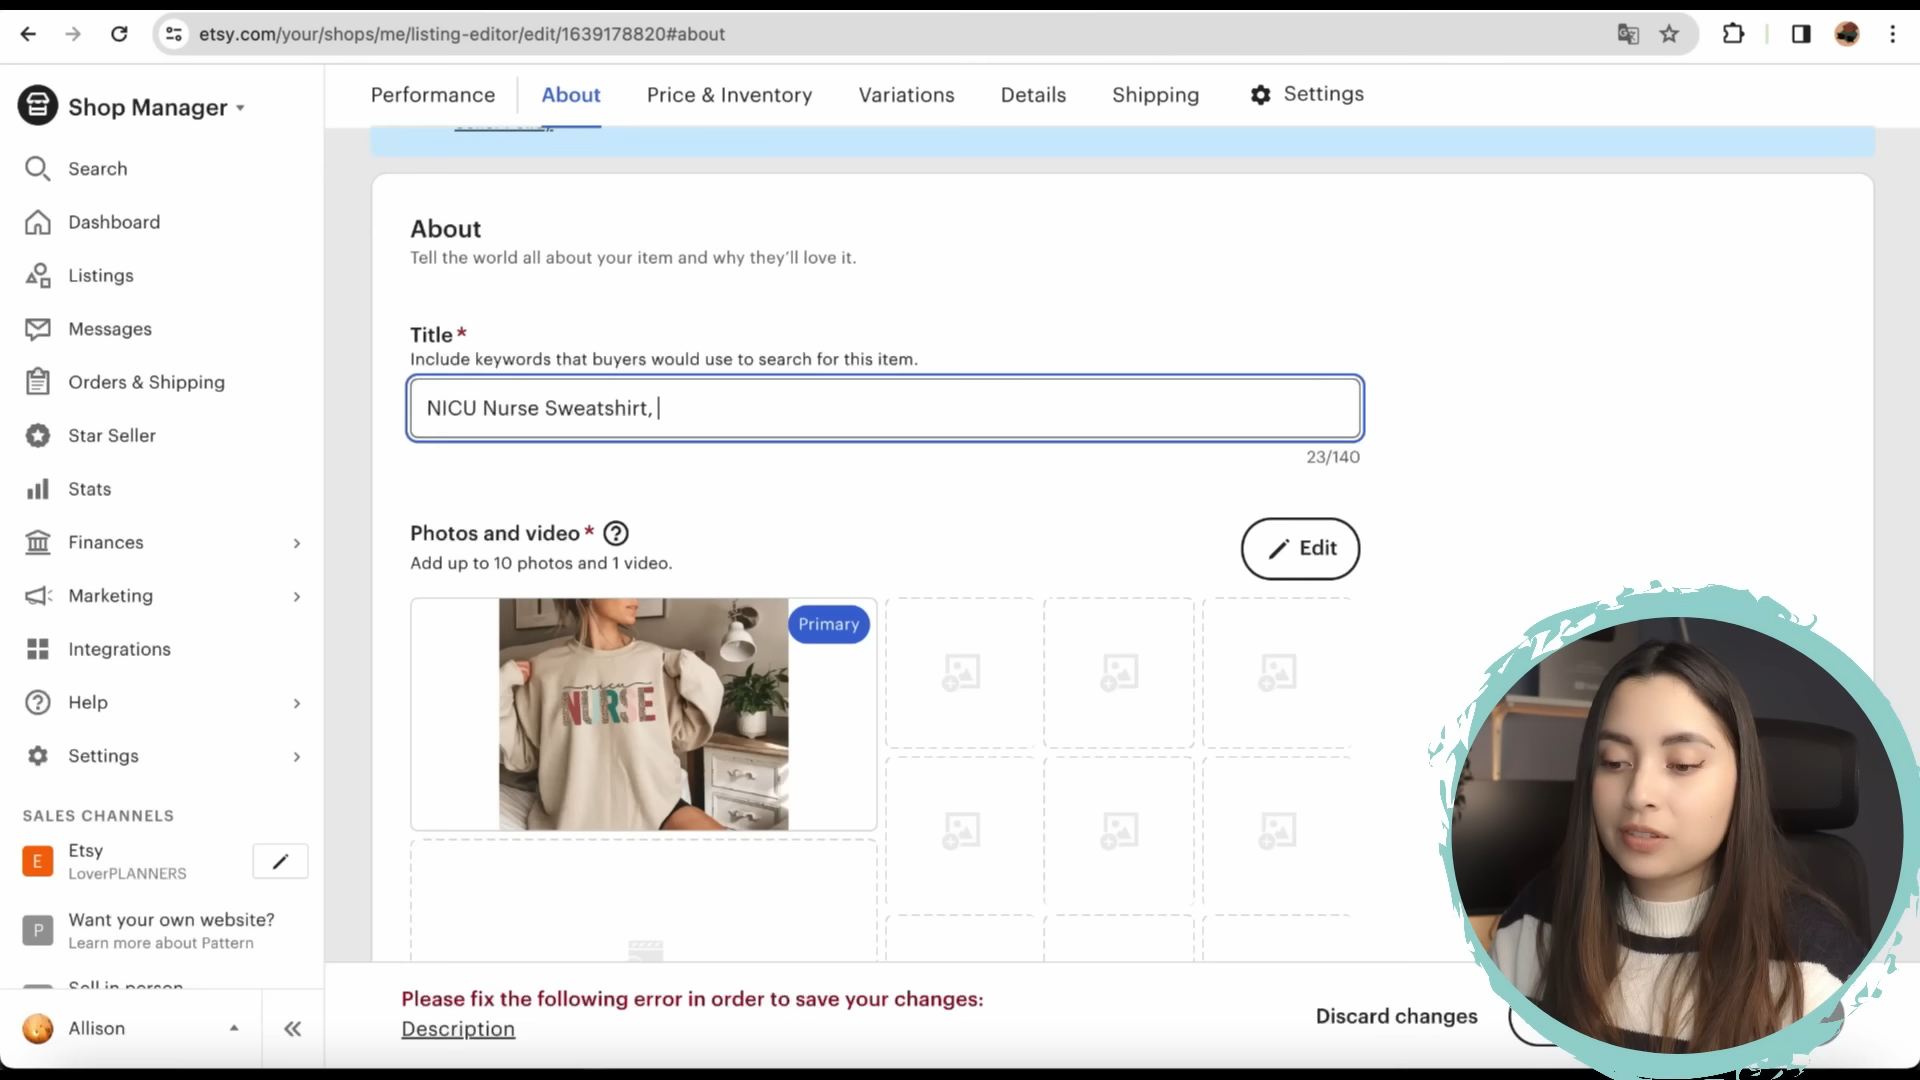 etsy.com/your/shops/me/listing-editor/edit/1639178820#about
Shop Manager
Search
Dashboard
Listings
Messages
Orders & Shipping
Star Seller
Stats
Finances
Marketing
Integrations
Help
Settings
SALES CHANNELS
E
Etsy
LoverPLANNERS
P
Want your own website?
Learn more about Pattern
Sell in person
Allison
Performance
About
Price & Inventory
Variations
Details
Shipping
Settings
About
Tell the world all about your item and why they'll love it.
Title*
Include keywords that buyers would use to search for this item.
NICU Nurse Sweatshirt,
23/140
Photos and video *
Add up to 10 photos and 1 video.
Edit
Primary
nicu
NURSE
Please fix the following error in order to save your changes:
Description
Discard changes